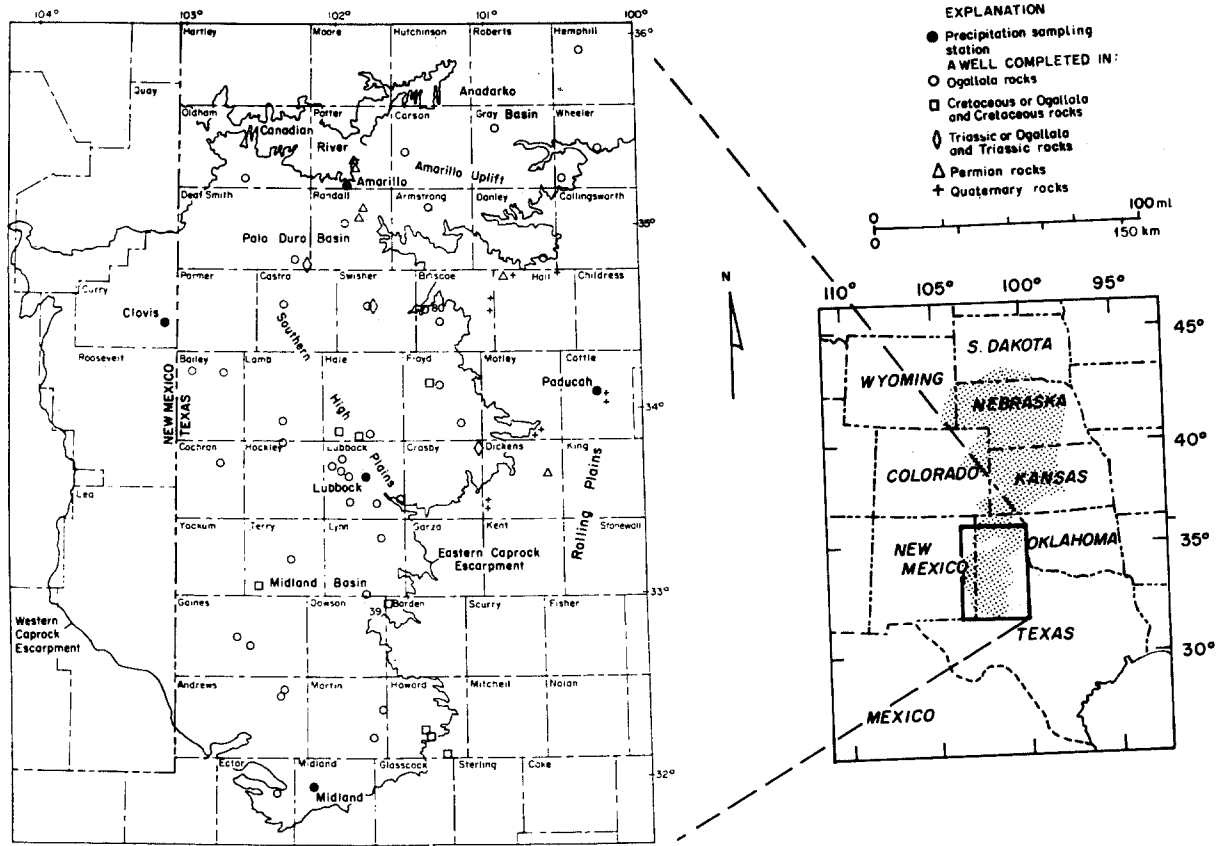 104° 103° 102° 101° 100°
EXPLANATION
Precipitation sampling
station
A WELL COMPLETED IN:
Ogallala rocks
Cretaceous or Ogallala
and Cretaceous rocks
Triassic or Ogallala
and Triassic rocks
Permian rocks
Quaternary rocks
0 100 mi
0 150 km
N
Hartley Moore Hutchinson Roberts Hemphill
36°
Quay
Anadarko
Oldham Potter Carson Gray Basin Wheeler
Canadian
River
Amarillo Uplift
Amarillo
Deaf Smith Randall Armstrong Donley Collingsworth
35°
Palo Duro Basin
Parmer Castro Swisher Briscoe Hall Childress
Curry
80
Clovis
Southern
Roosevelt
Bailey Lamb Hale Floyd Motley Cottle
Paducah
NEW MEXICO
TEXAS
High
34°
Cochran Hockley Lubbock Crosby Dickens King
Plains
Lubbock
Lea
Rolling Plains
Yoakum Terry Lynn Garza Kent Stonewall
Eastern Caprock
Escarpment
Midland Basin
33°
Gaines Dawson Borden Scurry Fisher
39
Western
Caprock
Escarpment
Andrews Martin Howard Mitchell Nolan
Ector Midland Glasscock Sterling Coke
32°
Midland
110° 105° 100° 95°
45°
S. DAKOTA
WYOMING
NEBRASKA
40°
COLORADO
KANSAS
35°
NEW
MEXICO
OKLAHOMA
TEXAS
30°
MEXICO